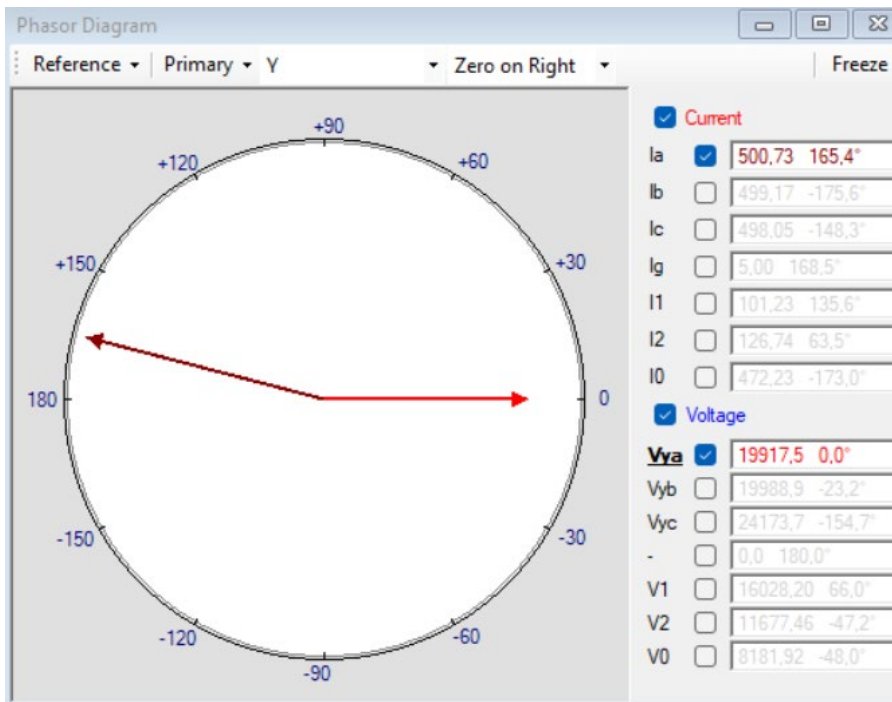 Phasor Diagram
Reference Primary Y Zero on Right Freeze
+90
+120 +60
+150 +30
180 0
-150 -30
-120 -60
-90
Current
Ia 500,73 165,4°
Ib 499,17 -175,6°
Ic 498,05 -148,3°
Ig 5,00 168,5°
I1 101,23 135,6°
I2 126,74 63,5°
I0 472,23 -173,0°
Voltage
Vya 19917,5 0,0°
Vyb 19988,9 -23,2°
Vyc 24173,7 -154,7°
- 0,0 180,0°
V1 16028,20 66,0°
V2 11677,46 -47,2°
V0 8181,92 -48,0°